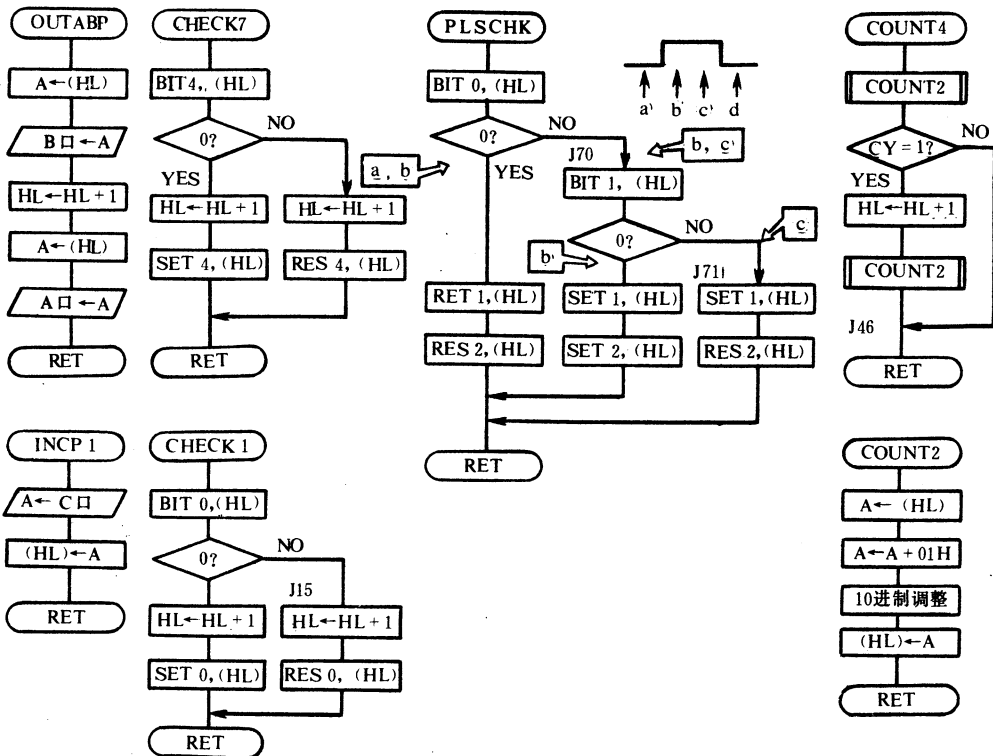 OUTABP
A←(HL)
B口←A
HL←HL+1
A←(HL)
A口←A
RET
CHECK7
BIT4,(HL)
0?
NO
YES
HL←HL+1
HL←HL+1
SET 4,(HL)
RES 4,(HL)
RET
PLSCHK
BIT 0,(HL)
0?
NO
YES
a b c d
a, b
J70
b, c
BIT 1, (HL)
0?
NO
b
c
J71
RET 1,(HL)
SET 1,(HL)
SET 1,(HL)
RES 2,(HL)
SET 2,(HL)
RES2,(HL)
RET
COUNT4
COUNT2
CY=1?
NO
YES
HL←HL+1
COUNT2
J46
RET
INCP 1
A←C口
(HL)←A
RET
CHECK 1
BIT 0,(HL)
0?
NO
J15
HL←HL+1
HL←HL+1
SET 0,(HL)
RES 0,(HL)
RET
COUNT2
A←(HL)
A←A+01H
10进制调整
(HL)←A
RET